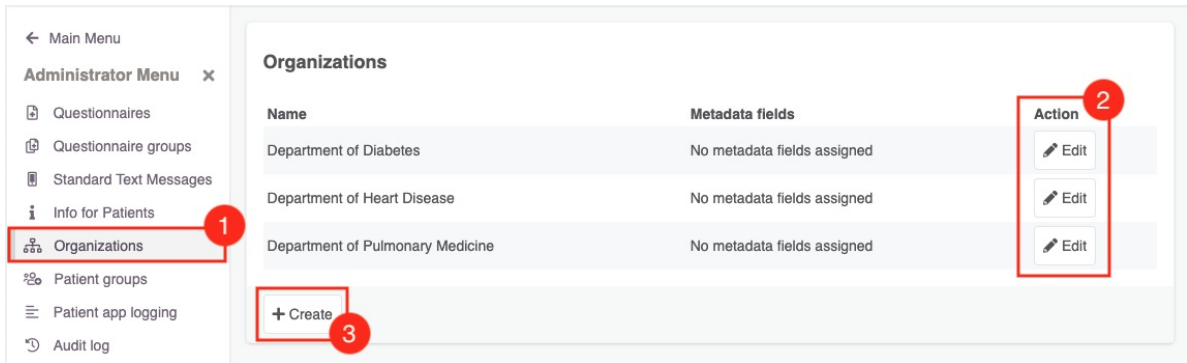 ← Main Menu
Administrator Menu ×
Questionnaires
Questionnaire groups
Standard Text Messages
Info for Patients
1
Organizations
Patient groups
Patient app logging
Audit log
Organizations
2
Name Metadata fields Action
Department of Diabetes No metadata fields assigned Edit
Department of Heart Disease No metadata fields assigned Edit
Department of Pulmonary Medicine No metadata fields assigned Edit
+ Create
3